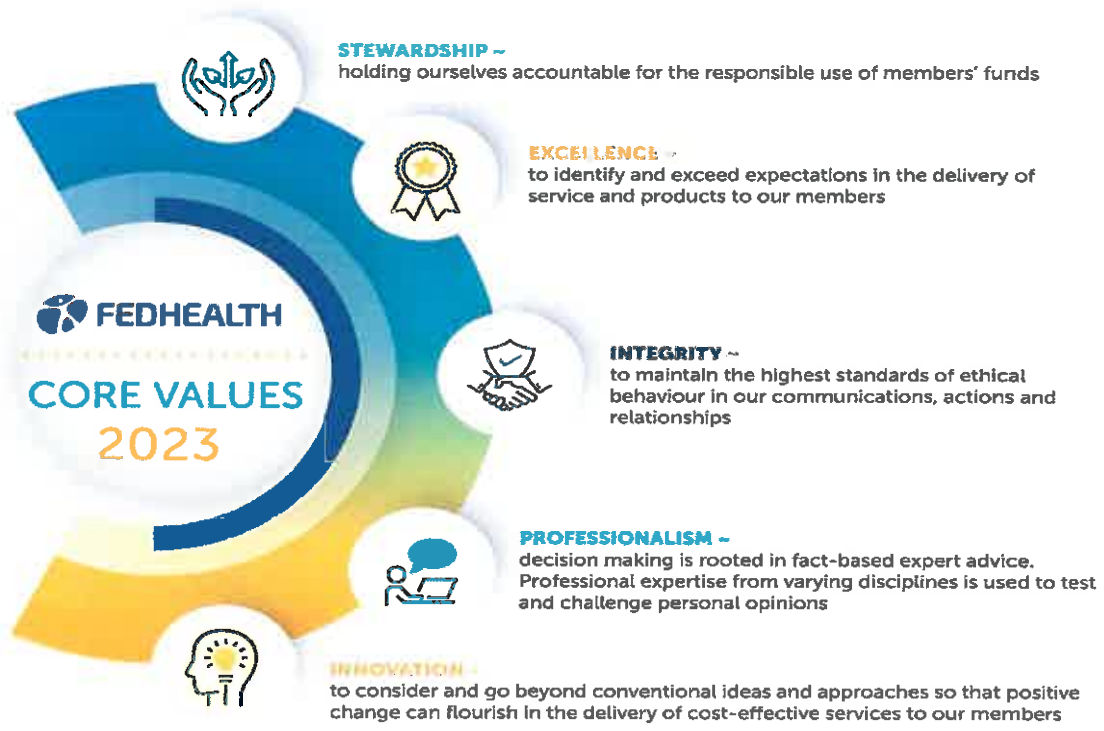 STEWARDSHIP ~
holding ourselves accountable for the responsible use of members' funds
EXCELLENCE ~
to identify and exceed expectations in the delivery of
service and products to our members
FEDHEALTH
CORE VALUES
2023
INTEGRITY ~
to maintain the highest standards of ethical
behaviour in our communications, actions and
relationships
PROFESSIONALISM ~
decision making is rooted in fact-based expert advice.
Professional expertise from varying disciplines is used to test
and challenge personal opinions
INNOVATION ~
to consider and go beyond conventional ideas and approaches so that positive
change can flourish in the delivery of cost-effective services to our members